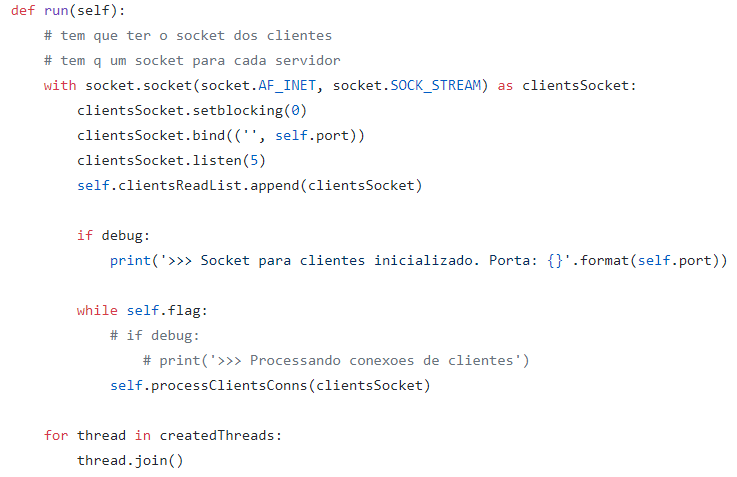 def run(self):
    # tem que ter o socket dos clientes
    # tem q um socket para cada servidor
    with socket.socket(socket.AF_INET, socket.SOCK_STREAM) as clientsSocket:
        clientsSocket.setblocking(0)
        clientsSocket.bind(('', self.port))
        clientsSocket.listen(5)
        self.clientsReadList.append(clientsSocket)

        if debug:
            print('>>> Socket para clientes inicializado. Porta: {}'.format(self.port))

        while self.flag:
            # if debug:
                # print('>>> Processando conexoes de clientes')
            self.processClientsConns(clientsSocket)

    for thread in createdThreads:
        thread.join()